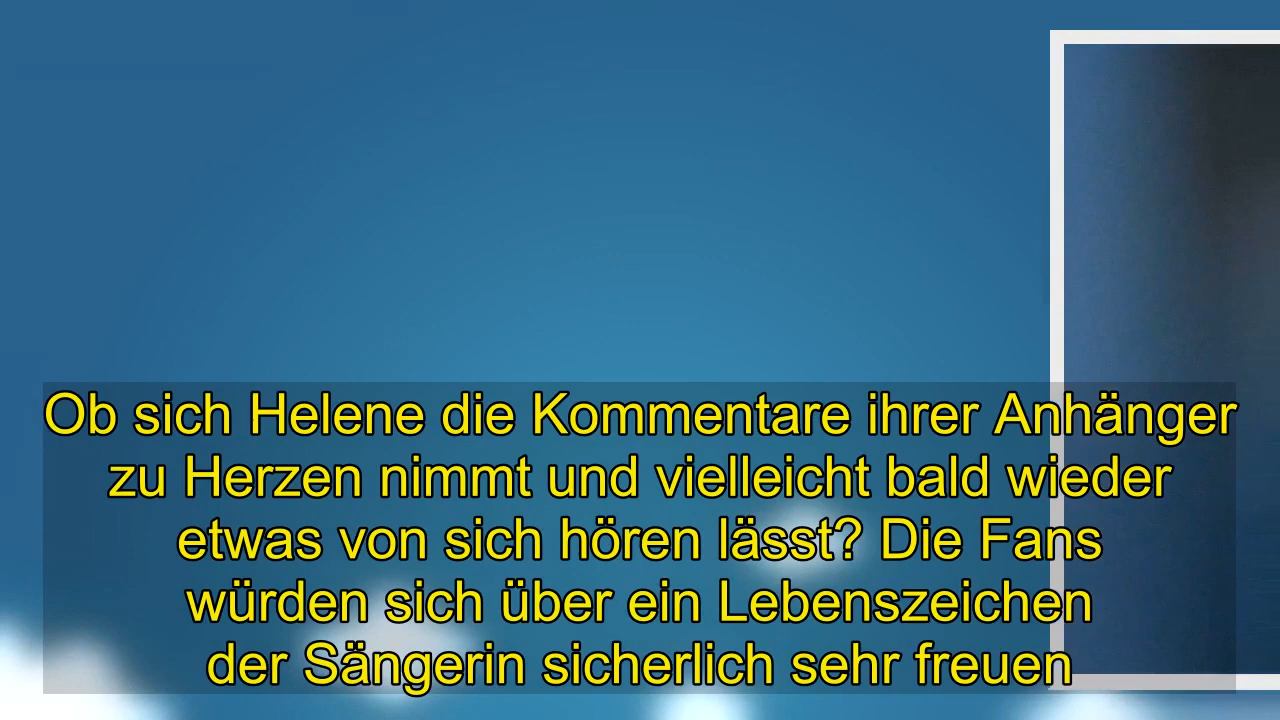 Ob sich Helene die Kommentare ihrer Anhänger
zu Herzen nimmt und vielleicht bald wieder
etwas von sich hören lässt? Die Fans
würden sich über ein Lebenszeichen
der Sängerin sicherlich sehr freuen